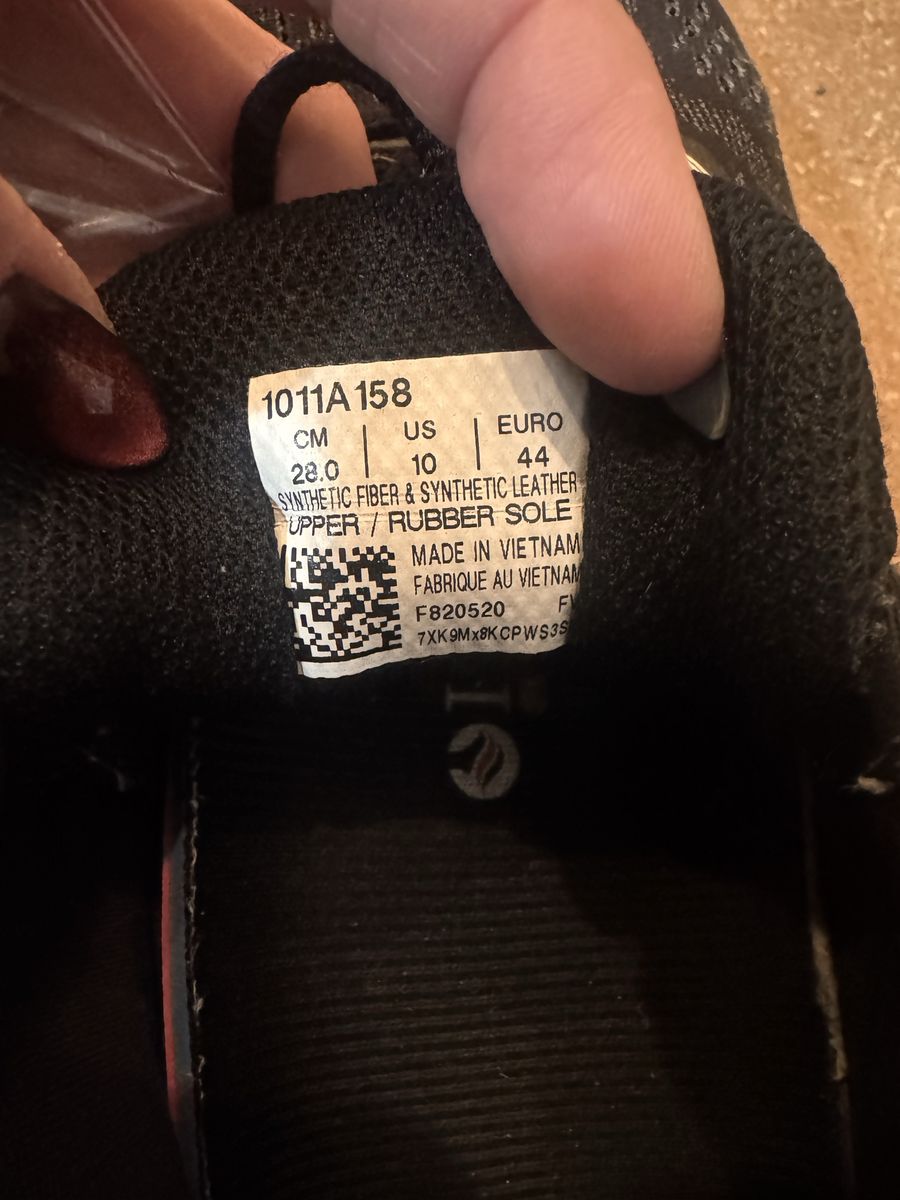 1011A158
CM US EURO
28.0 10 44
SYNTHETIC FIBER & SYNTHETIC LEATHER
UPPER / RUBBER SOLE
MADE IN VIETNAM
FABRIQUE AU VIETNAM
F820520
7XK9Mx8KCPWS3S